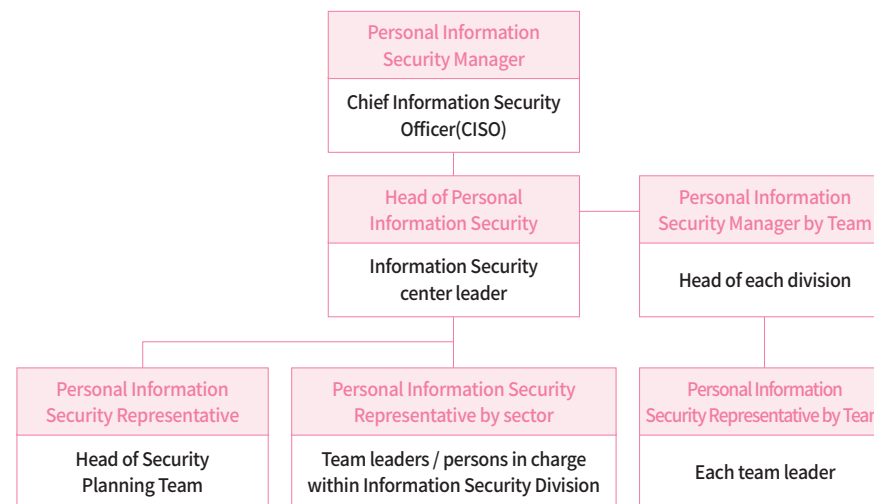 Personal Information
Security Manager
Chief Information Security
Officer(CISO)
Head of Personal
Information Security
Information Security
center leader
Personal Information
Security Manager by Team
Head of each division
Personal Information
Security Representative
Head of Security
Planning Team
Personal Information Security
Representative by sector
Team leaders / persons in charge
within Information Security Division
Personal Information
Security Representative by Team
Each team leader